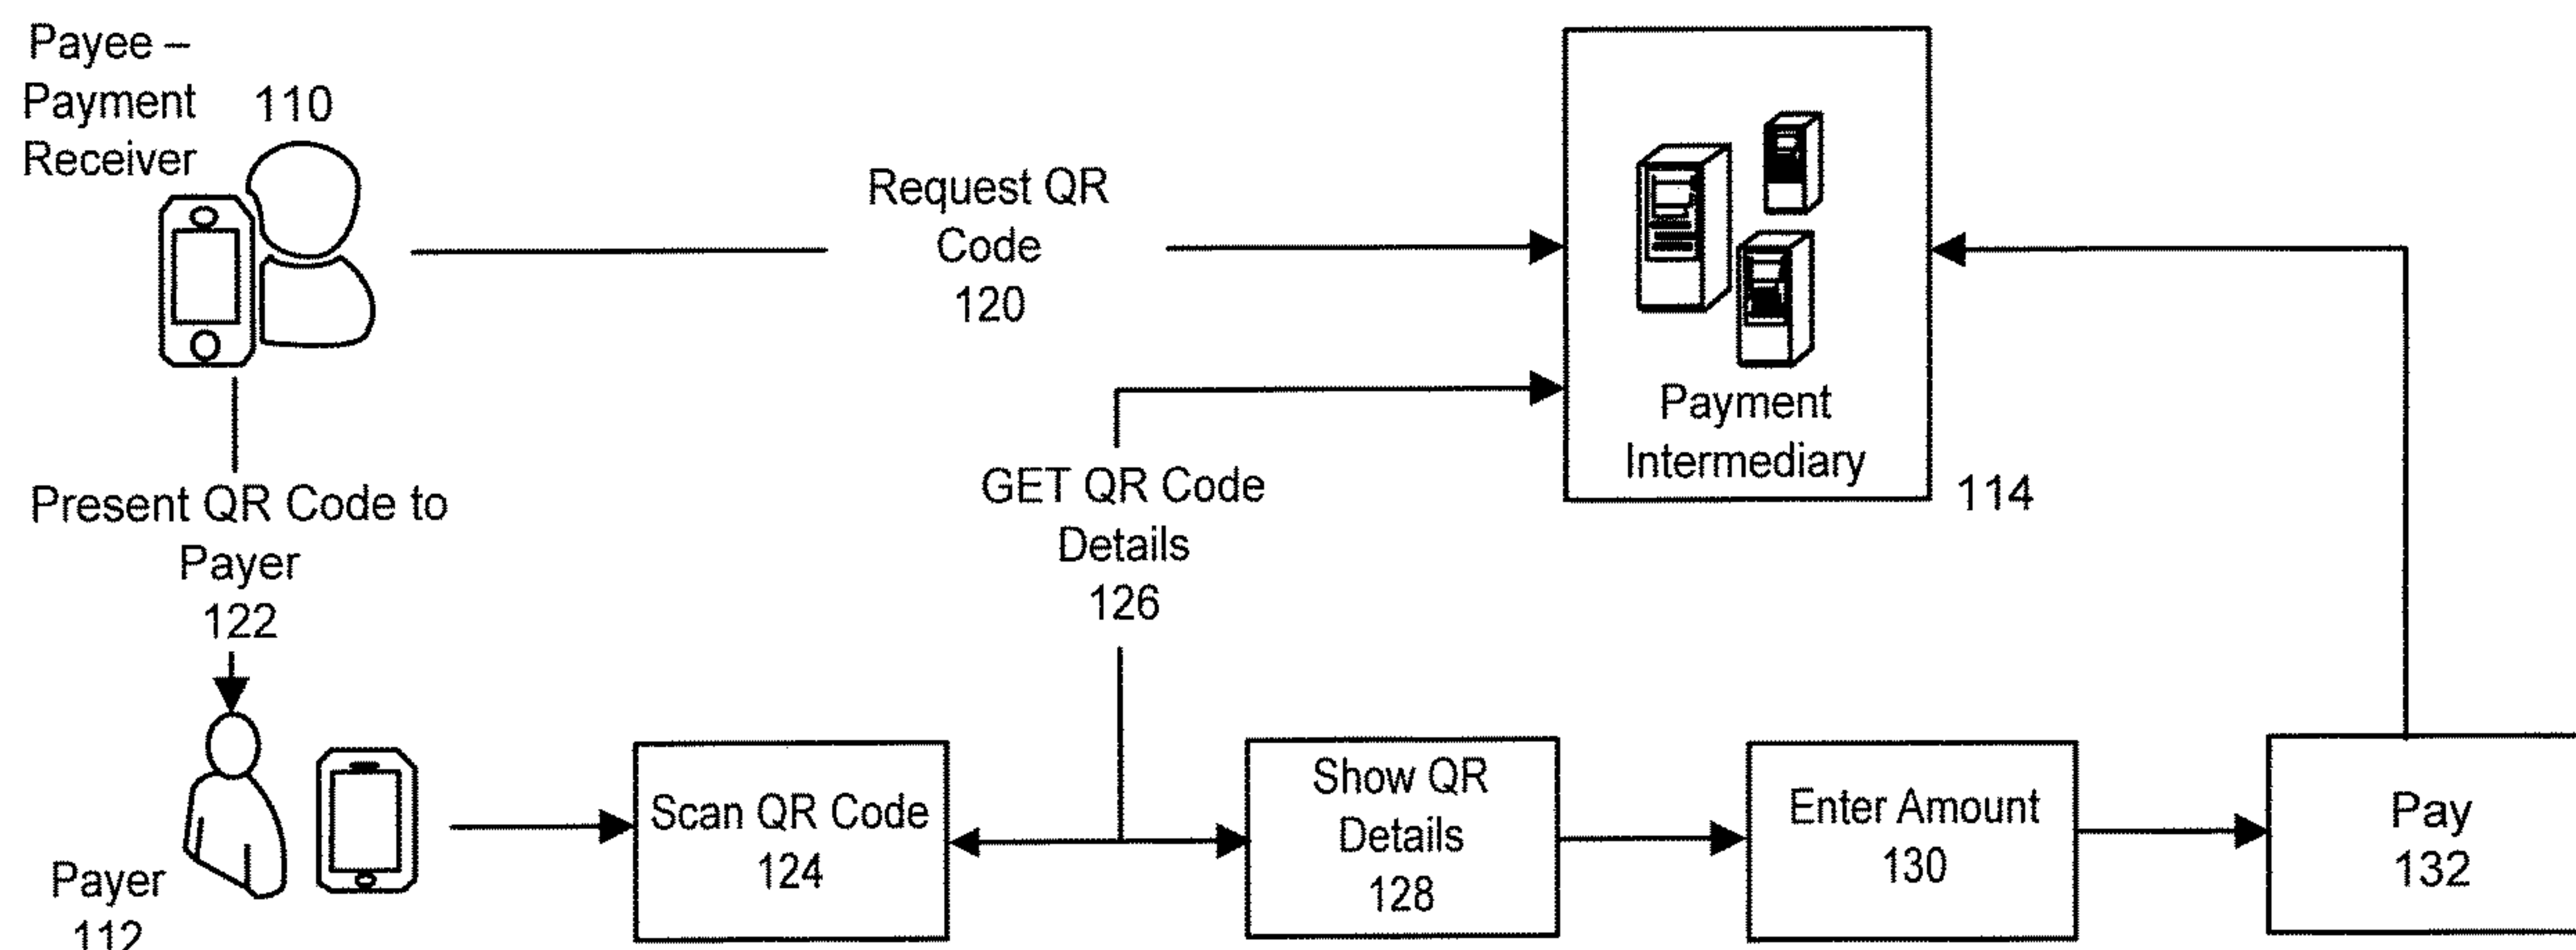 Payee –
Payment
Receiver
110
Request QR
Code
120
Payment
Intermediary
114
Present QR Code to
Payer
122
GET QR Code
Details
126
Payer
112
Scan QR Code
124
Show QR
Details
128
Enter Amount
130
Pay
132